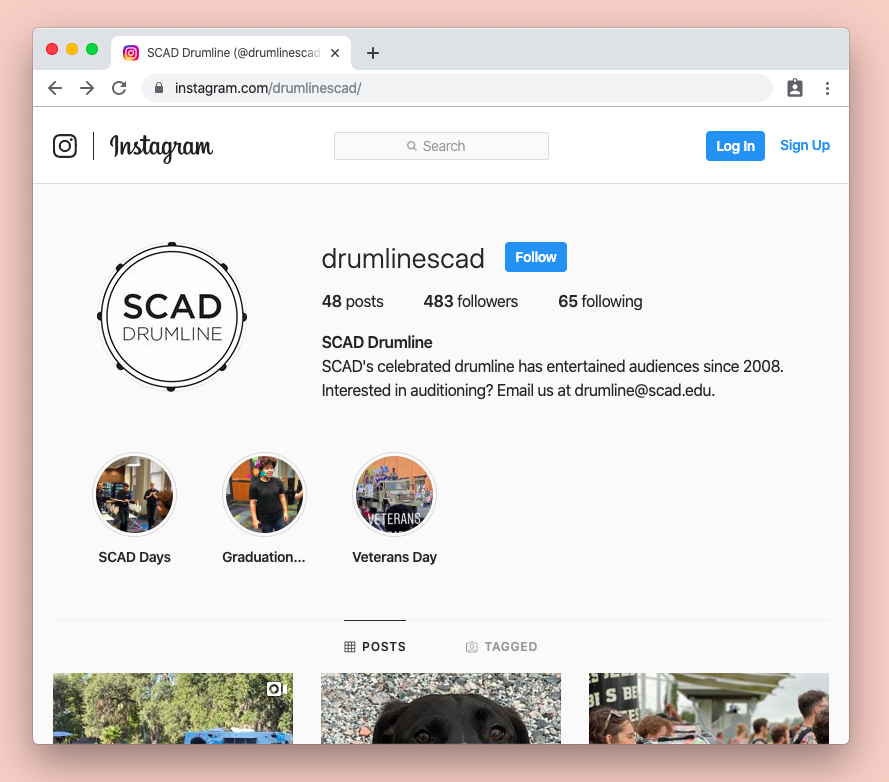 SCAD Drumline (@drumlinescad
instagram.com/drumlinescad/
Instagram
Search
Log In
Sign Up
SCAD
DRUMLINE
drumlinescad
Follow
48 posts
483 followers
65 following
SCAD Drumline
SCAD's celebrated drumline has entertained audiences since 2008.
Interested in auditioning? Email us at drumline@scad.edu.
VETERANS
SCAD Days
Graduation...
Veterans Day
POSTS
TAGGED